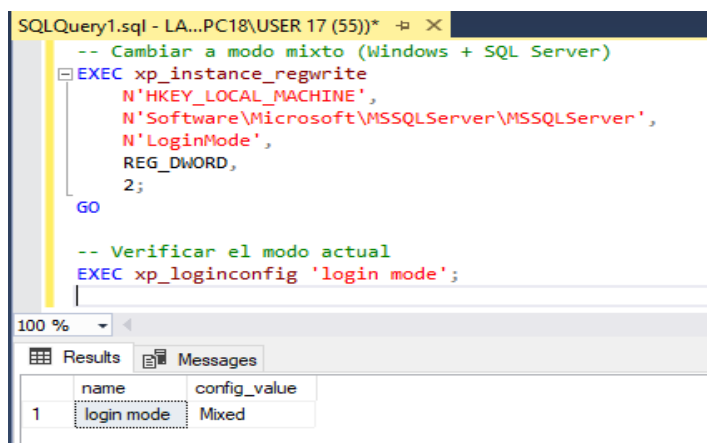 SQLQuery1.sql - LA...PC18\USER 17 (55))*
-- Cambiar a modo mixto (Windows + SQL Server)
EXEC xp_instance_regwrite
N'HKEY_LOCAL_MACHINE',
N'Software\Microsoft\MSSQLServer\MSSQLServer',
N'LoginMode',
REG_DWORD,
2;
GO
-- Verificar el modo actual
EXEC xp_loginconfig 'login mode';
100 %
Results Messages
name config_value
1 login mode Mixed